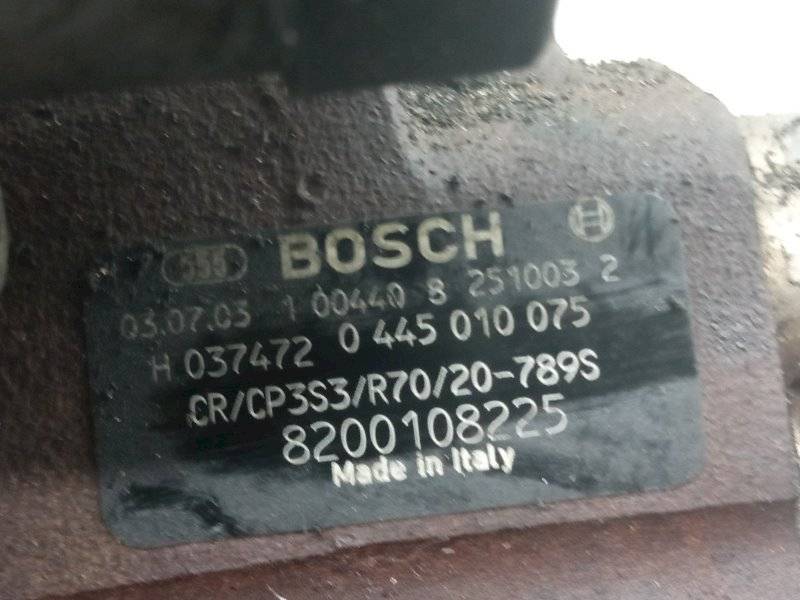 BOSCH
03.07.03 1 00440 8 251003 2
H 037472 0 445 010 075
CR/CP3S3/R70/20-789S
8200108225
Made in Italy